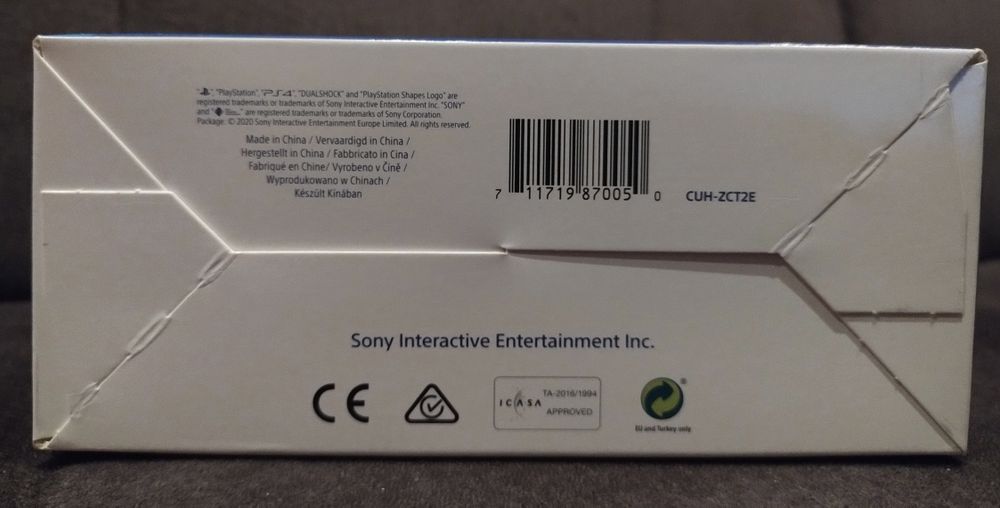 "PlayStation", "PS4", "DUALSHOCK" and "PlayStation Shapes Logo" are
registered trademarks or trademarks of Sony Interactive Entertainment Inc. "SONY"
and " " are registered trademarks or trademarks of Sony Corporation.
Package: © 2020 Sony Interactive Entertainment Europe Limited. All rights reserved.
Made in China / Vervaardigd in China /
Hergestellt in China / Fabbricato in Cina /
Fabriqué en Chine/ Vyrobeno v Číně /
Wyprodukowano w Chinach /
Készült Kínában
7 11719 87005 0
CUH-ZCT2E
Sony Interactive Entertainment Inc.
CE
ICASA
TA-2016/1994
APPROVED
®
EU and Turkey only